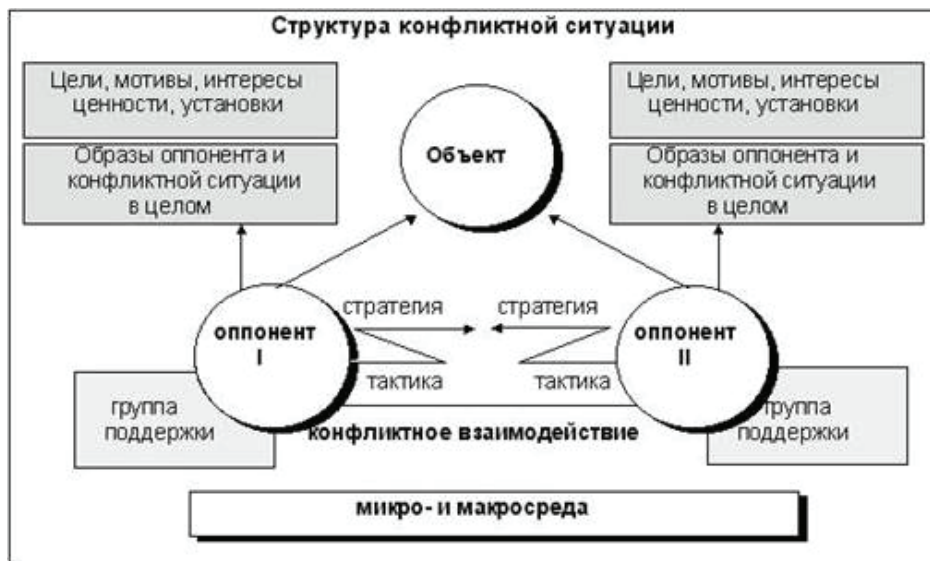 Структура конфликтной ситуации
Цели, мотивы, интересы
ценности, установки
Образы оппонента и
конфликтной ситуации
в целом
Объект
Цели, мотивы, интересы
ценности, установки
Образы оппонента и
конфликтной ситуации
в целом
оппонент
I
стратегия
стратегия
оппонент
II
тактика
тактика
группа
поддержки
конфликтное взаимодействие
группа
поддержки
микро- и макросреда